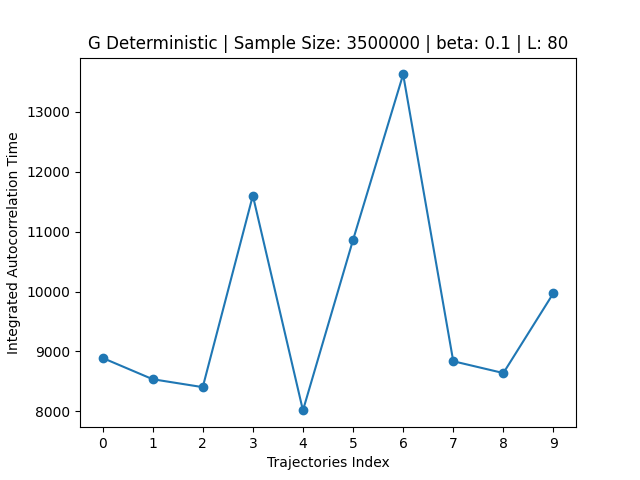 G Deterministic | Sample Size: 3500000 | beta: 0.1 | L: 80
Integrated Autocorrelation Time
13000
12000
11000
10000
9000
8000
0 1 2 3 4 5 6 7 8 9
Trajectories Index